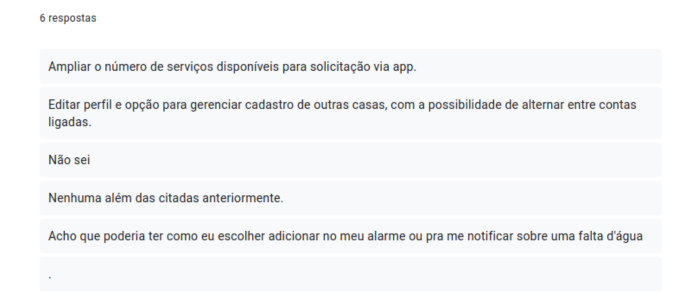 6 respostas
Ampliar o número de serviços disponíveis para solicitação via app.
Editar perfil e opção para gerenciar cadastro de outras casas, com a possibilidade de alternar entre contas
ligadas.
Não sei
Nenhuma além das citadas anteriormente.
Acho que poderia ter como eu escolher adicionar no meu alarme ou pra me notificar sobre uma falta d'água
.